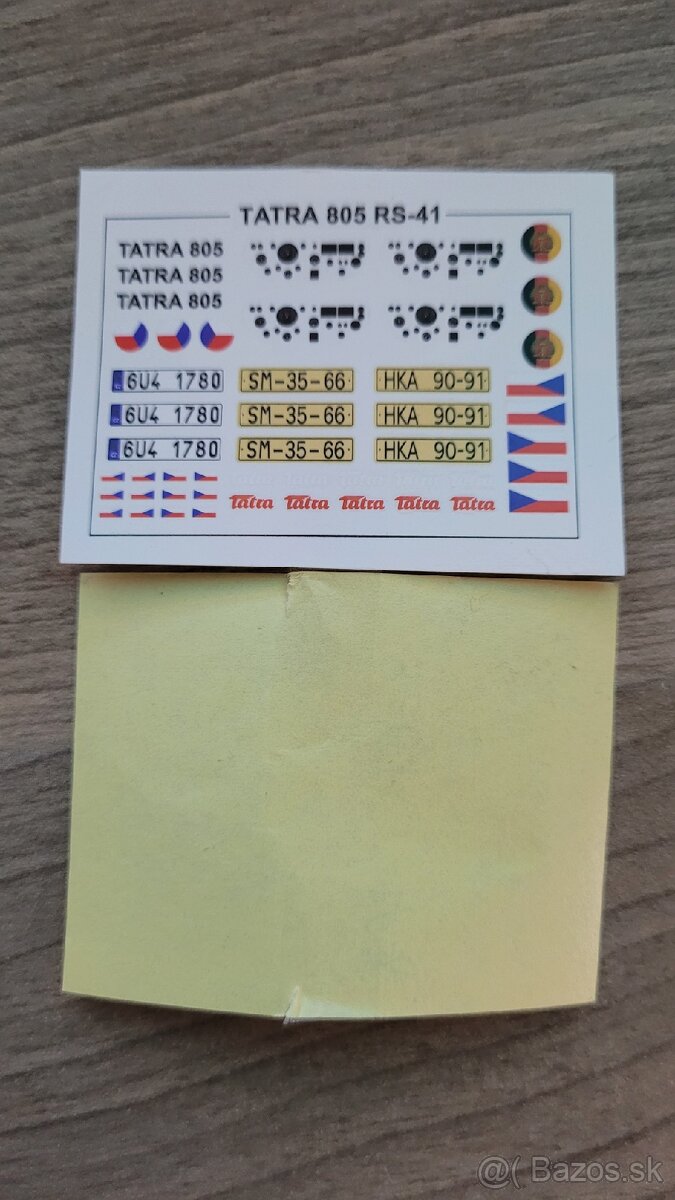 TATRA 805 RS-41
TATRA 805
TATRA 805
TATRA 805
6U4 1780 SM-35-66 HKA 90-91
6U4 1780 SM-35-66 HKA 90-91
6U4 1780 SM-35-66 HKA 90-91
Tatra Tatra Tatra Tatra Tatra
@( Bazos.sk